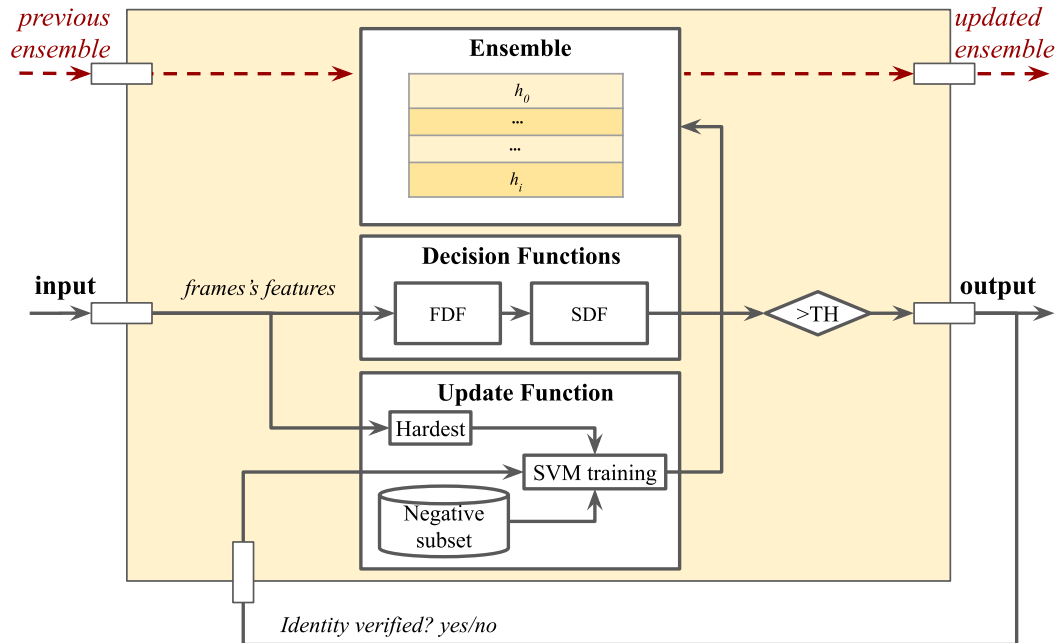 previous
ensemble
updated
ensemble
Ensemble
h0
...
...
hi
Decision Functions
input
frames's features
FDF
SDF
>TH
output
Update Function
Hardest
SVM training
Negative
subset
Identity verified? yes/no